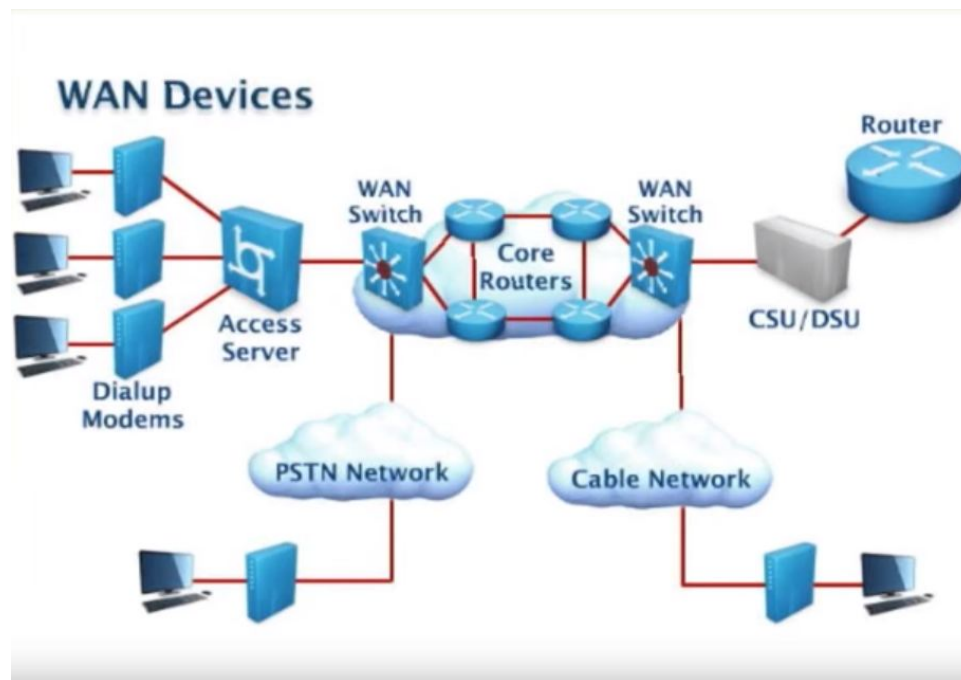 WAN Devices
Router
WAN
Switch
WAN
Switch
Core
Routers
CSU/DSU
Access
Server
Dialup
Modems
PSTN Network
Cable Network